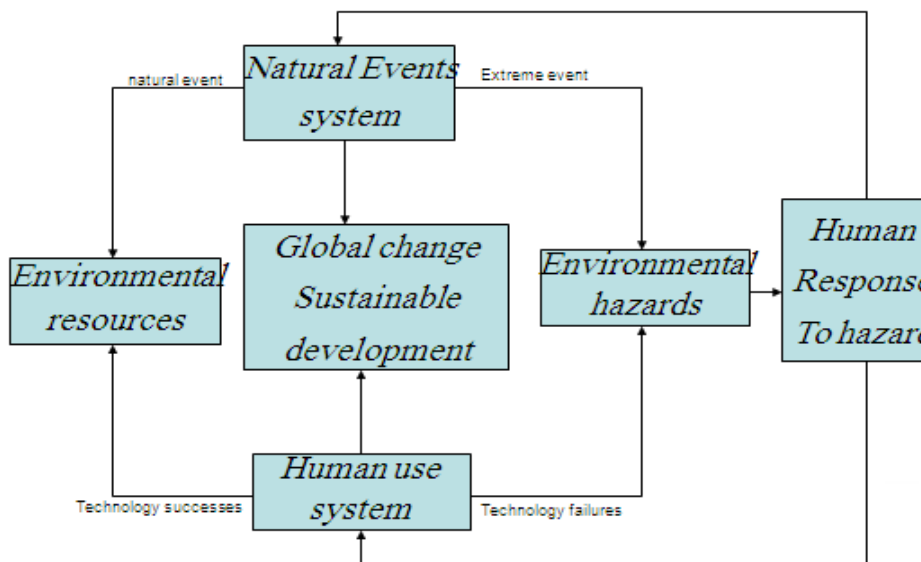 Natural Events
system
natural event
Extreme event
Global change
Sustainable
development
Environmental
resources
Environmental
hazards
Human
Respons
To hazard
Human use
system
Technology successes
Technology failures